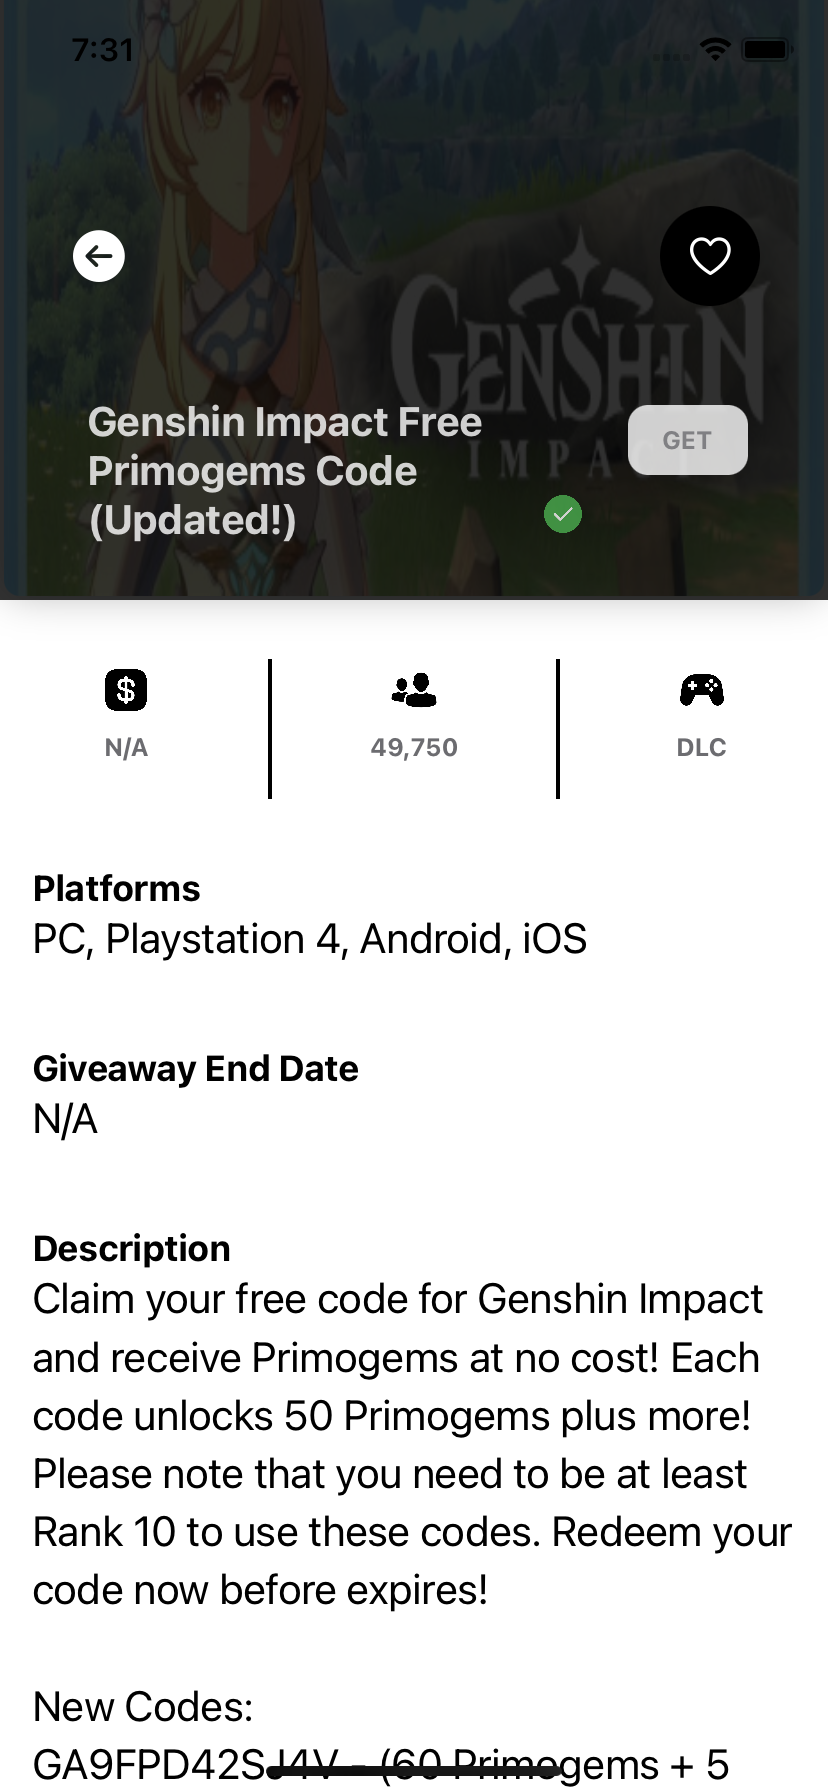 7:31
GENSHIN
IMPACT
Genshin Impact Free
Primogems Code
(Updated!)
GET
N/A
49,750
DLC
Platforms
PC, Playstation 4, Android, iOS
Giveaway End Date
N/A
Description
Claim your free code for Genshin Impact
and receive Primogems at no cost! Each
code unlocks 50 Primogems plus more!
Please note that you need to be at least
Rank 10 to use these codes. Redeem your
code now before expires!
New Codes:
GA9FPD42SJ4V - (60 Primogems + 5